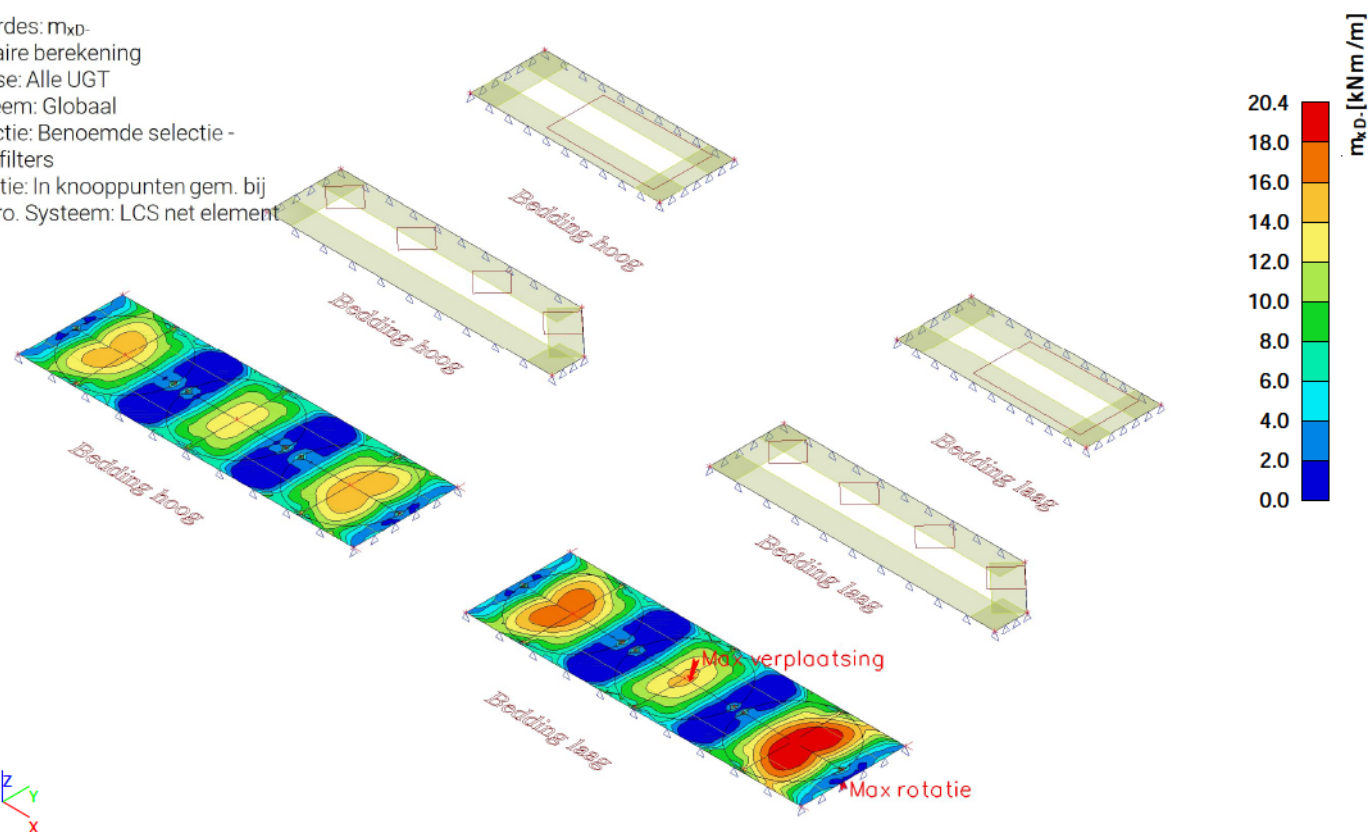 rdes: mxD-
aire berekening
se: Alle UGT
eem: Globaal
ctie: Benoemde selectie -
filters
tie: In knooppunten gem. bij
ro. Systeem: LCS net element
Bedding hoog
Bedding hoog
Bedding hoog
Bedding laag
Bedding laag
Max verplaatsing
Bedding laag
Max rotatie
mxD- [kNm/m]
20.4
18.0
16.0
14.0
12.0
10.0
8.0
6.0
4.0
2.0
0.0
Z
Y
X